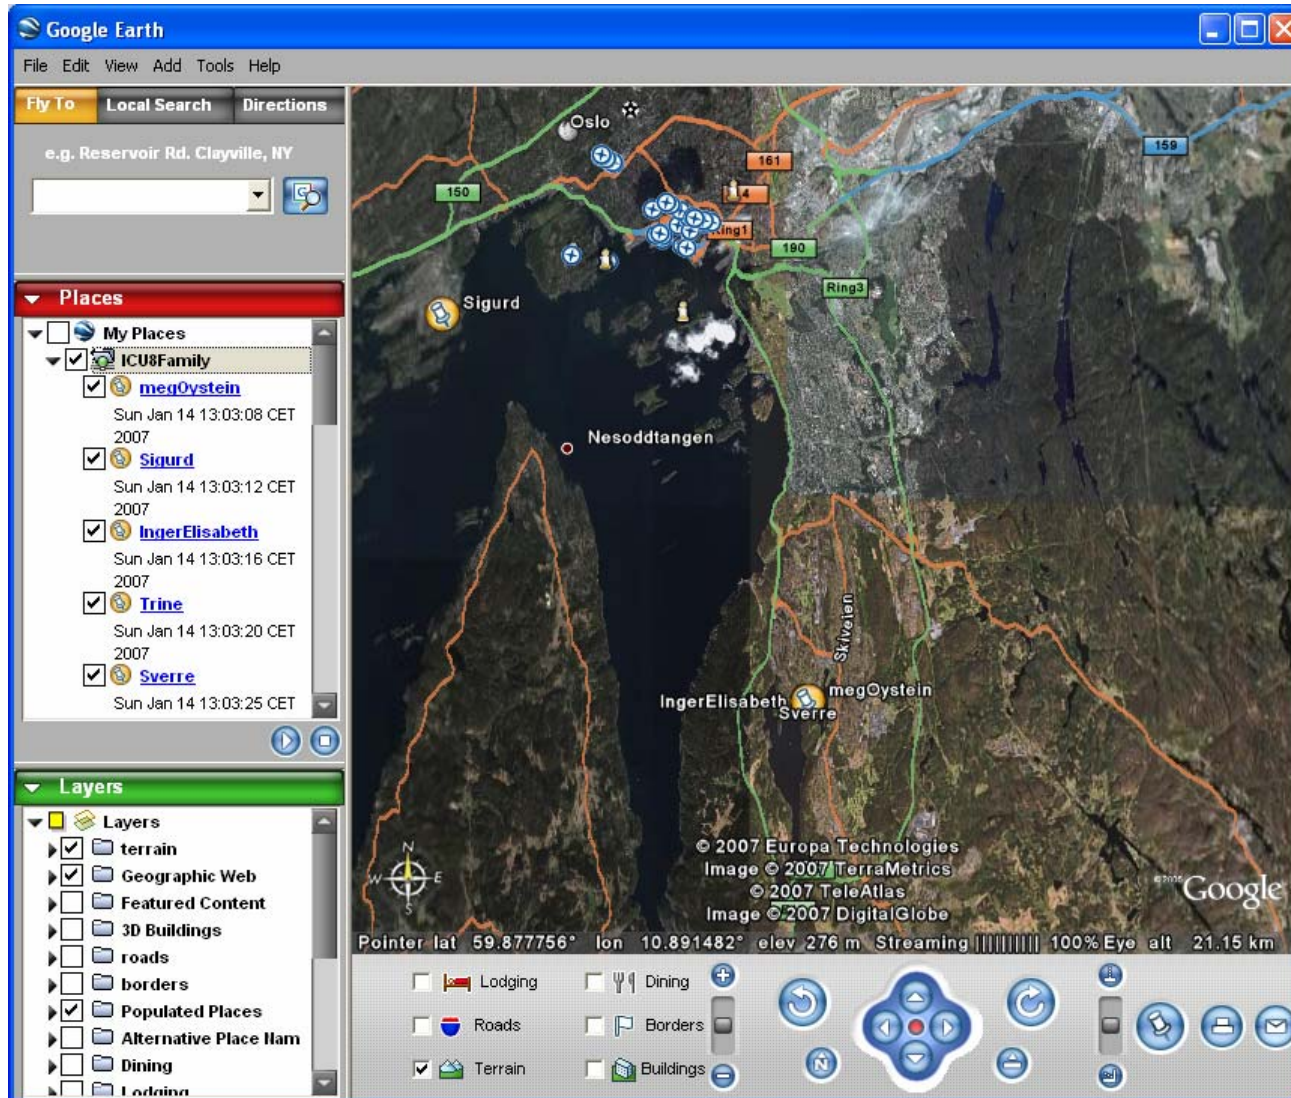 Google Earth
File Edit View Add Tools Help
Fly To Local Search Directions
e.g. Reservoir Rd. Clayville, NY
Places
My Places
ICU8Family
megOystein
Sun Jan 14 13:03:08 CET
2007
Sigurd
Sun Jan 14 13:03:12 CET
2007
IngerElisabeth
Sun Jan 14 13:03:16 CET
2007
Trine
Sun Jan 14 13:03:20 CET
2007
Sverre
Sun Jan 14 13:03:25 CET
Layers
Layers
terrain
Geographic Web
Featured Content
3D Buildings
roads
borders
Populated Places
Alternative Place Nam
Dining
Lodging
Oslo
159
161
150
4
Ring1
190
Ring3
Sigurd
Nesoddtangen
Skiveien
IngerElisabeth
megOystein
Sverre
N
W E
S
© 2007 Europa Technologies
Image © 2007 TerraMetrics
© 2007 TeleAtlas
Image © 2007 DigitalGlobe
Google
Pointer lat 59.877756° lon 10.891482° elev 276 m Streaming |||||||||| 100% Eye alt 21.15 km
Lodging Dining
Roads Borders
Terrain Buildings
N